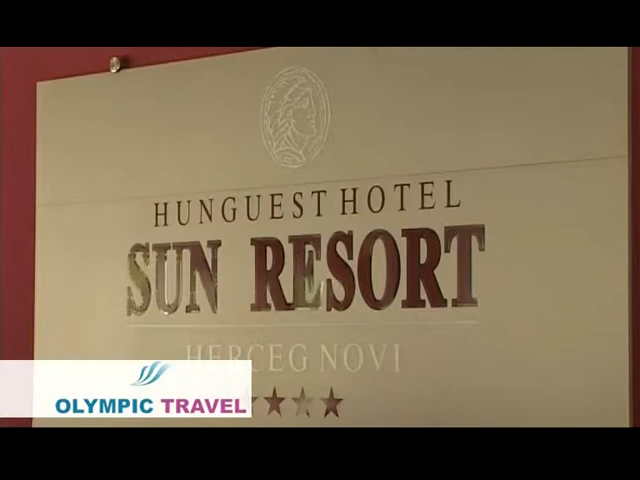 HUNGUEST HOTEL
SUN RESORT
HERCEG NOVI
OLYMPIC TRAVEL